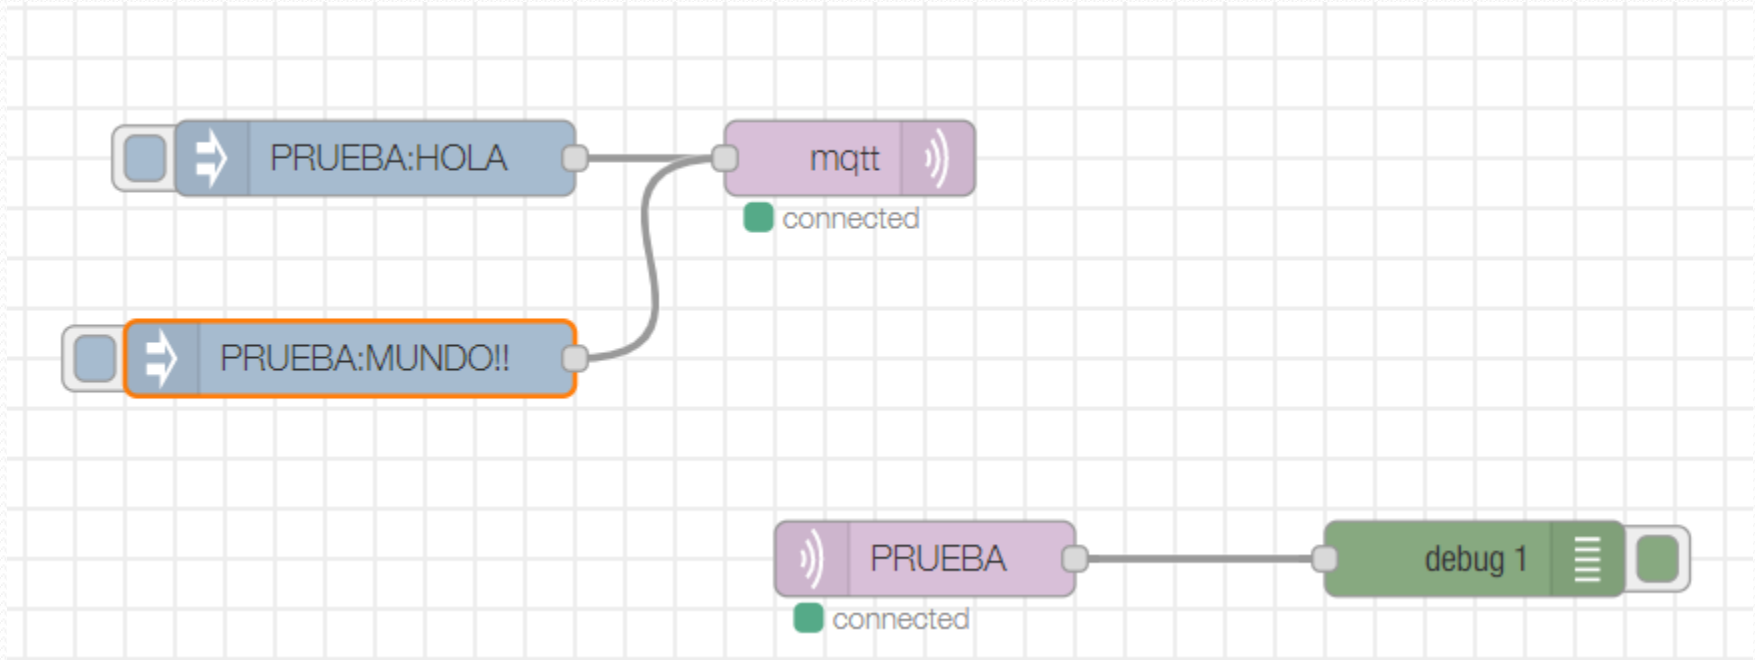 PRUEBA:HOLA
mqtt
connected
PRUEBA:MUNDO!!
PRUEBA
debug 1
connected